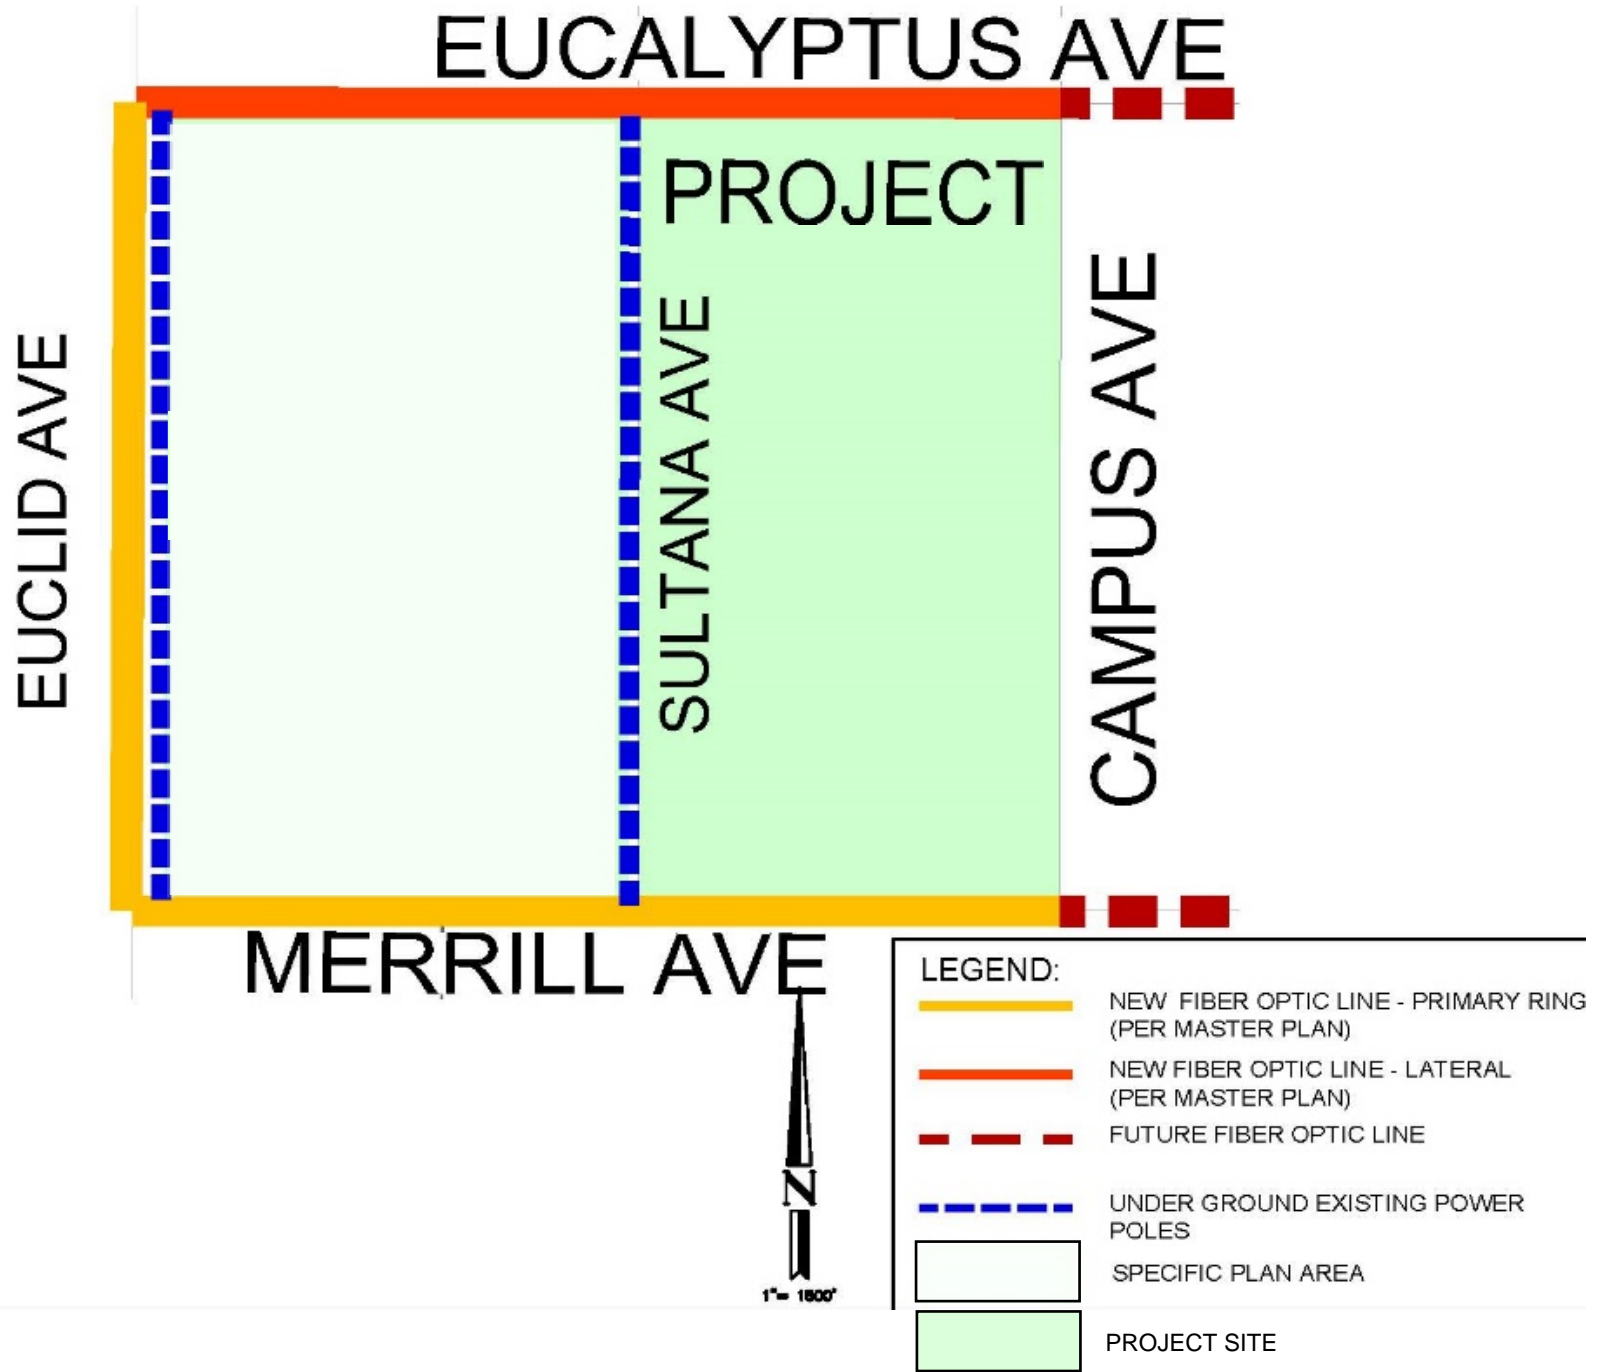 EUCALYPTUS AVE
PROJECT
EUCLID AVE
SULTANA AVE
CAMPUS AVE
MERRILL AVE
N
1"= 1800'
LEGEND:
NEW FIBER OPTIC LINE - PRIMARY RING
(PER MASTER PLAN)
NEW FIBER OPTIC LINE - LATERAL
(PER MASTER PLAN)
FUTURE FIBER OPTIC LINE
UNDER GROUND EXISTING POWER
POLES
SPECIFIC PLAN AREA
PROJECT SITE